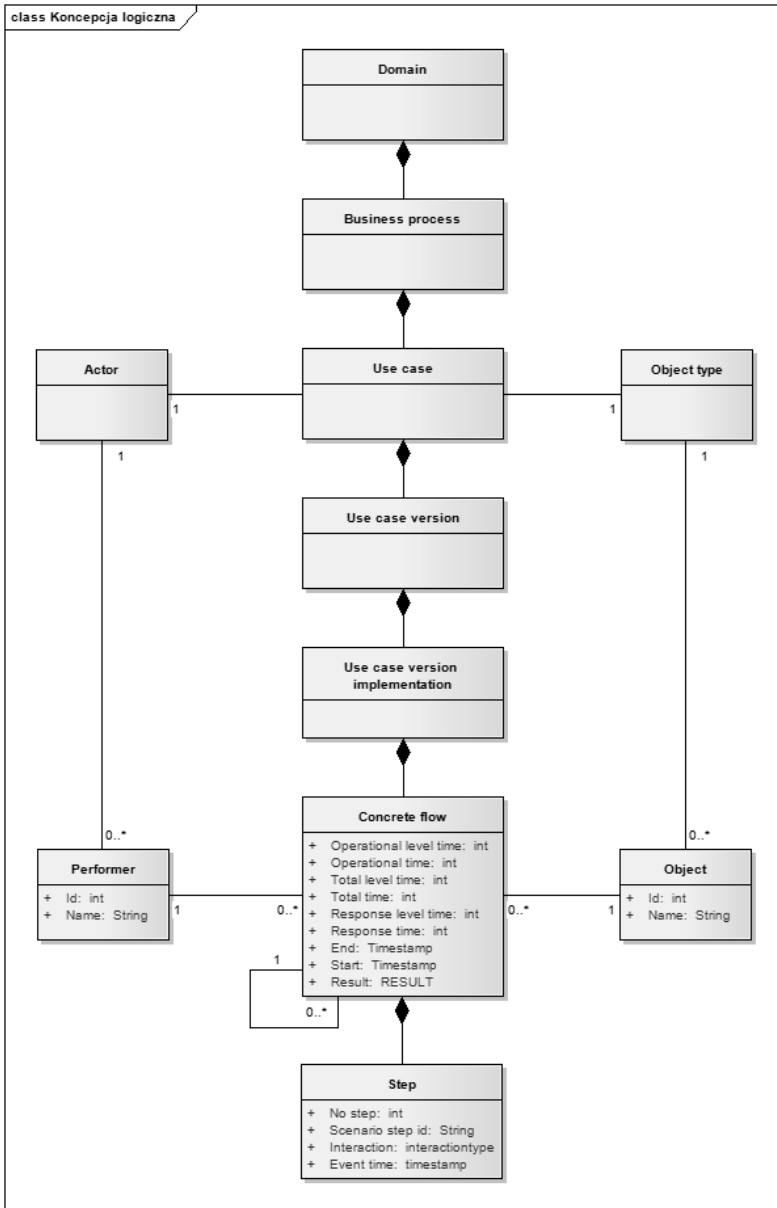 class Koncepcja logiczna
Domain
Business process
Actor
Use case
Object type
1
1
1
1
Use case version
Use case version
implementation
Concrete flow
+ Operational level time: int
+ Operational time: int
+ Total level time: int
+ Total time: int
+ Response level time: int
+ Response time: int
+ End: Timestamp
+ Start: Timestamp
+ Result: RESULT
0..*
0..*
Performer
+ Id: int
+ Name: String
Object
+ Id: int
+ Name: String
1
0..*
0..*
1
1
0..*
Step
+ No step: int
+ Scenario step id: String
+ Interaction: interactiontype
+ Event time: timestamp